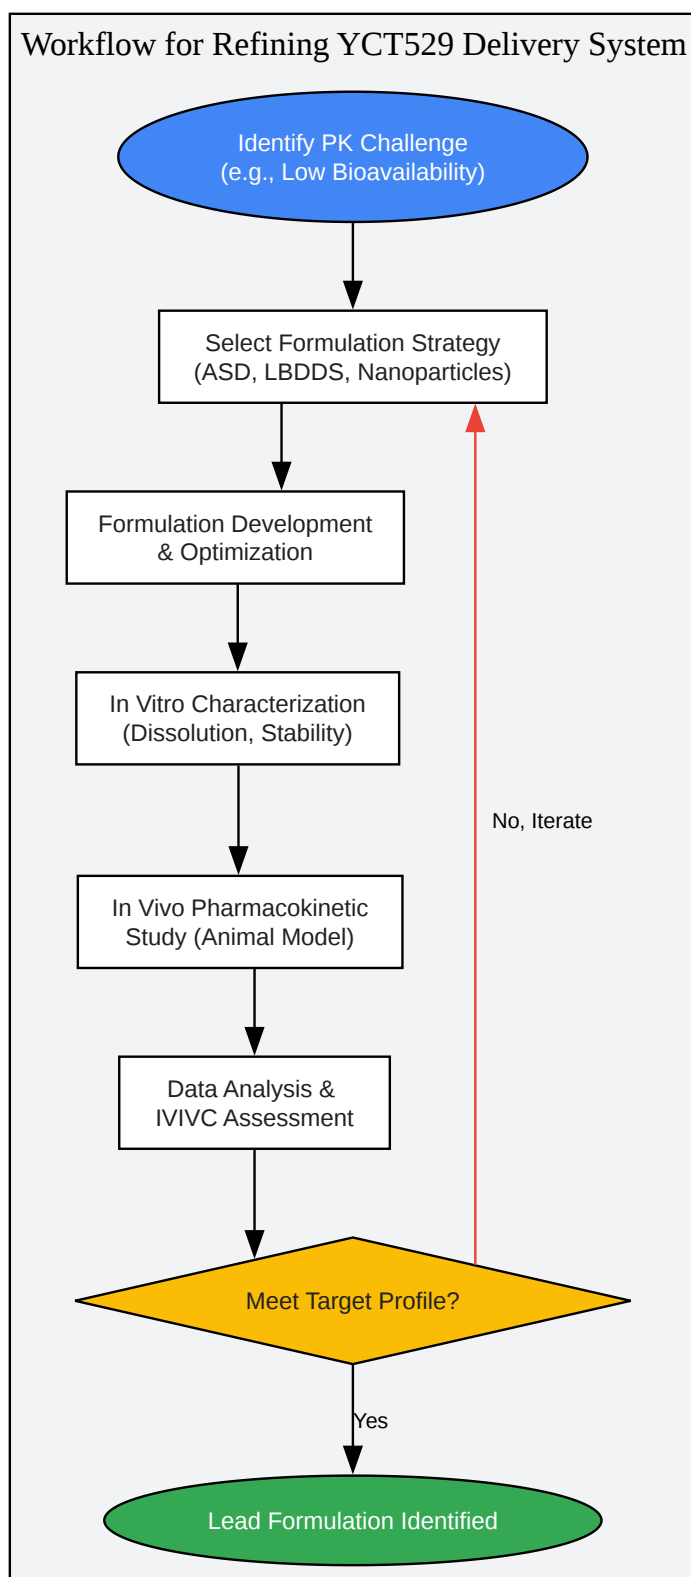 Workflow for Refining YCT529 Delivery System
Identify PK Challenge
(e.g., Low Bioavailability)
Select Formulation Strategy
(ASD, LBDDS, Nanoparticles)
Formulation Development
& Optimization
In Vitro Characterization
(Dissolution, Stability)
No, Iterate
In Vivo Pharmacokinetic
Study (Animal Model)
Data Analysis &
IVIVC Assessment
Meet Target Profile?
Yes
Lead Formulation Identified